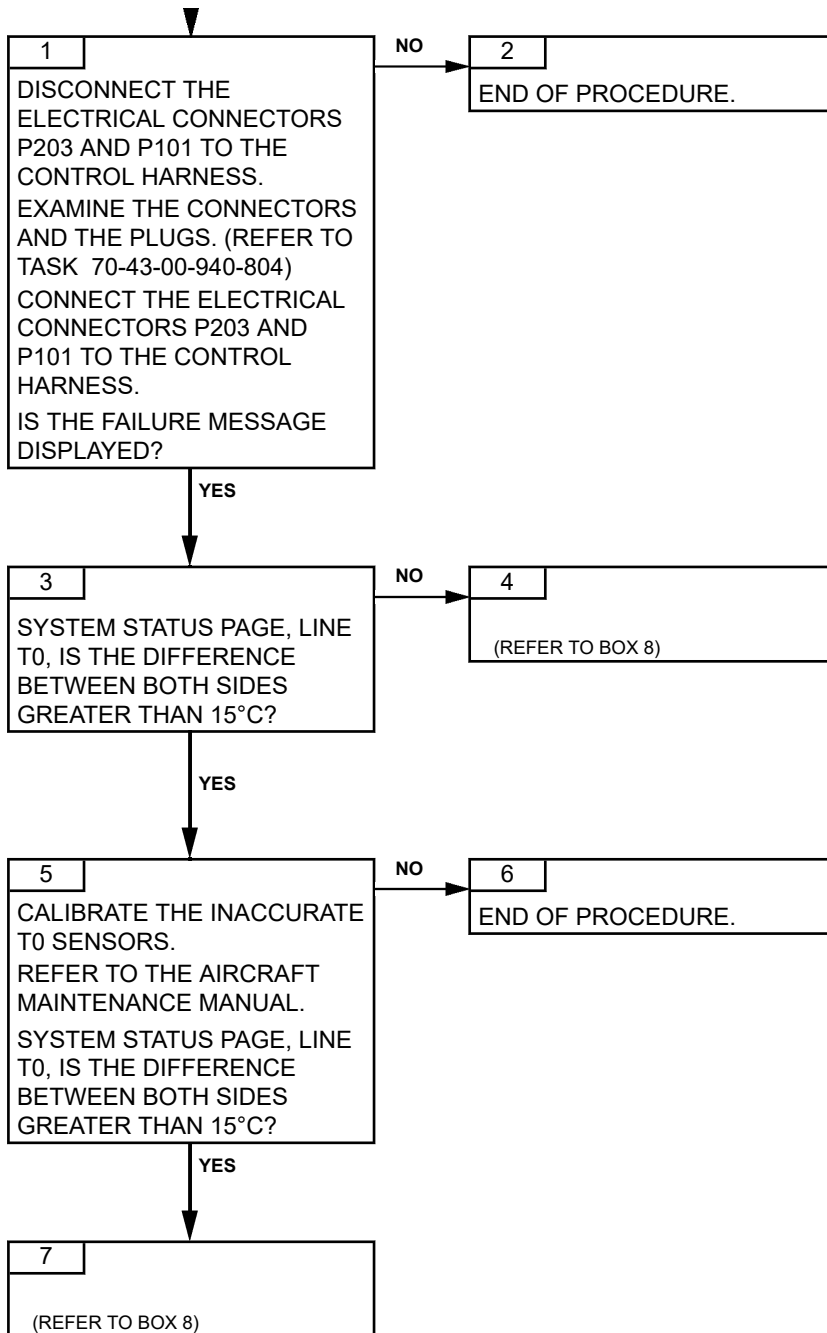 1
DISCONNECT THE
ELECTRICAL CONNECTORS
P203 AND P101 TO THE
CONTROL HARNESS.
EXAMINE THE CONNECTORS
AND THE PLUGS. (REFER TO
TASK  70-43-00-940-804)
CONNECT THE ELECTRICAL
CONNECTORS P203 AND
P101 TO THE CONTROL
HARNESS.
IS THE FAILURE MESSAGE
DISPLAYED?
NO
2
END OF PROCEDURE.
YES
3
SYSTEM STATUS PAGE, LINE
T0, IS THE DIFFERENCE
BETWEEN BOTH SIDES
GREATER THAN 15°C?
NO
4
(REFER TO BOX 8)
YES
5
CALIBRATE THE INACCURATE
T0 SENSORS.
REFER TO THE AIRCRAFT
MAINTENANCE MANUAL.
SYSTEM STATUS PAGE, LINE
T0, IS THE DIFFERENCE
BETWEEN BOTH SIDES
GREATER THAN 15°C?
NO
6
END OF PROCEDURE.
YES
7
(REFER TO BOX 8)